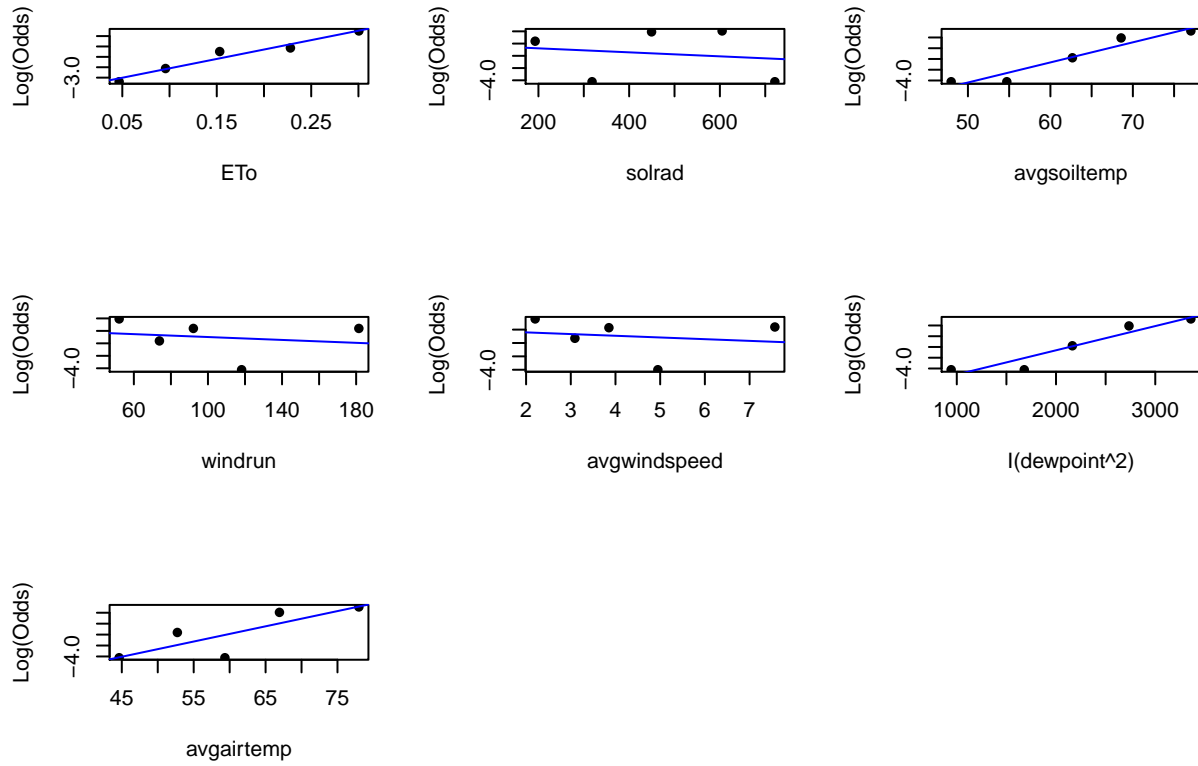 Log(Odds)
-3.0
0.05 0.15 0.25
ETo
Log(Odds)
-4.0
200 400 600
solrad
Log(Odds)
-4.0
50 60 70
avgsoiltemp
Log(Odds)
-4.0
60 100 140 180
windrun
Log(Odds)
-4.0
2 3 4 5 6 7
avgwindspeed
Log(Odds)
-4.0
1000 2000 3000
I(dewpoint^2)
Log(Odds)
-4.0
45 55 65 75
avgairtemp